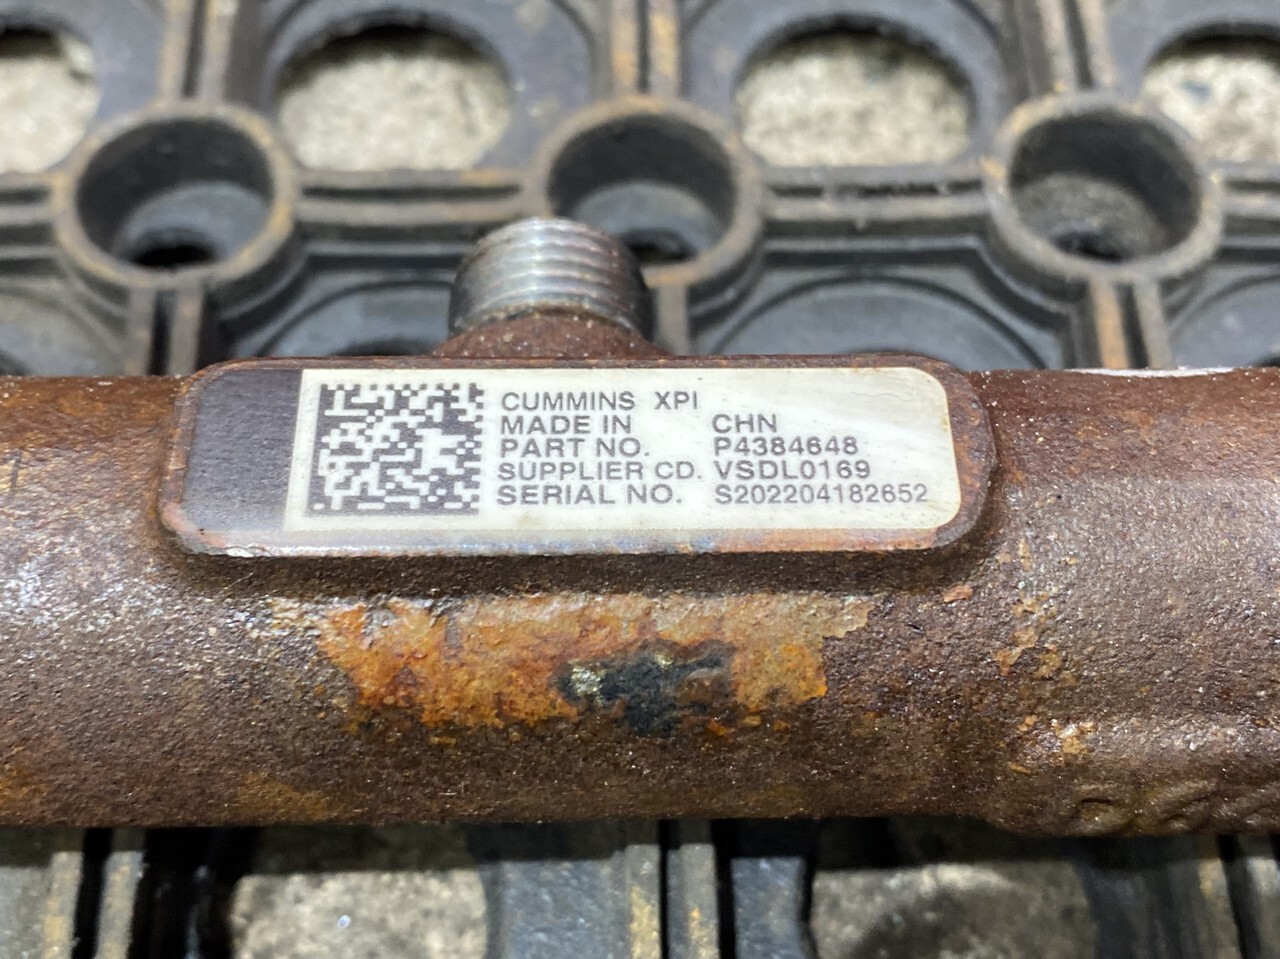 CUMMINS XPI
MADE IN CHN
PART NO. P4384648
SUPPLIER CD. VSDL0169
SERIAL NO. S202204182652